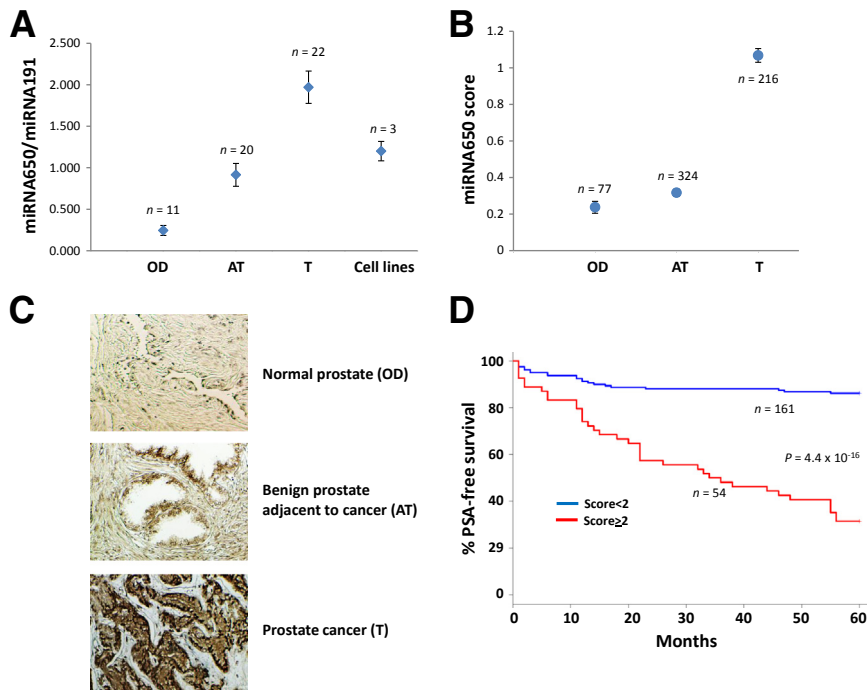 A
miRNA650/miRNA191
2.500
2.000
1.500
1.000
0.500
0.000
n = 11
n = 20
n = 22
n = 3
OD
AT
T
Cell lines
B
miRNA650 score
1.2
1
0.8
0.6
0.4
0.2
0
n = 77
n = 324
n = 216
OD
AT
T
C
Normal prostate (OD)
Benign prostate
adjacent to cancer (AT)
Prostate cancer (T)
D
% PSA-free survival
100
80
60
40
29
0
n = 161
P = 4.4 x 10⁻¹⁶
n = 54
Score<2
Score≥2
0
10
20
30
40
50
60
Months